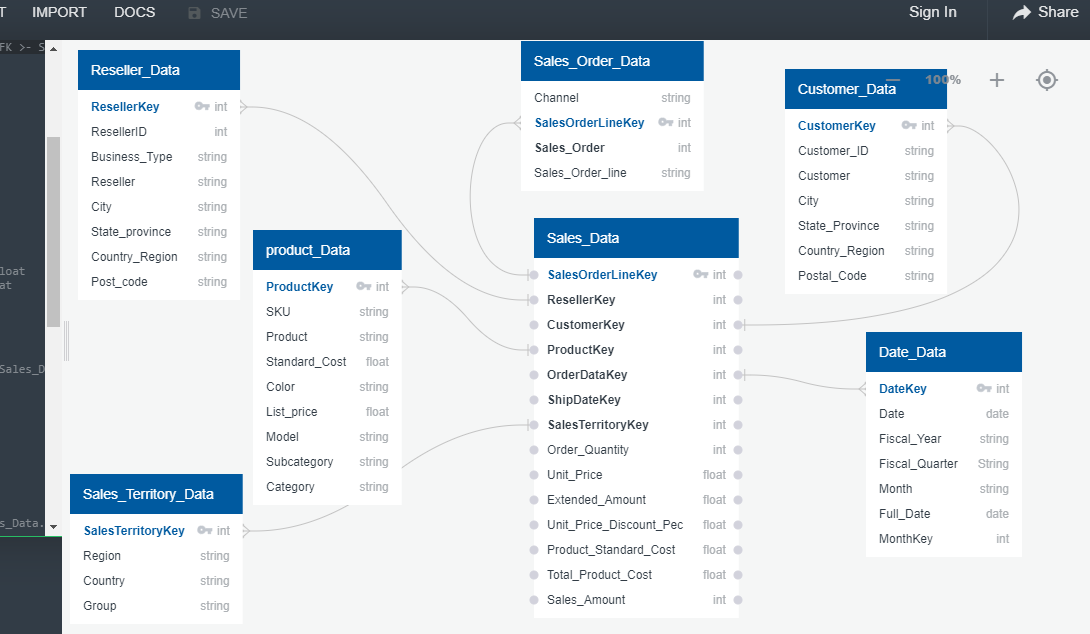 T IMPORT DOCS SAVE Sign In Share
FK >- S
loat
at
Sales_D
s_Data.
Reseller_Data
ResellerKey int
ResellerID int
Business_Type string
Reseller string
City string
State_province string
Country_Region string
Post_code string
product_Data
ProductKey int
SKU string
Product string
Standard_Cost float
Color string
List_price float
Model string
Subcategory string
Category string
Sales_Territory_Data
SalesTerritoryKey int
Region string
Country string
Group string
Sales_Order_Data
Channel string
SalesOrderLineKey int
Sales_Order int
Sales_Order_line string
Sales_Data
SalesOrderLineKey int
ResellerKey int
CustomerKey int
ProductKey int
OrderDataKey int
ShipDateKey int
SalesTerritoryKey int
Order_Quantity int
Unit_Price float
Extended_Amount float
Unit_Price_Discount_Pec float
Product_Standard_Cost float
Total_Product_Cost float
Sales_Amount int
100%
Customer_Data
CustomerKey int
Customer_ID string
Customer string
City string
State_Province string
Country_Region string
Postal_Code string
Date_Data
DateKey int
Date date
Fiscal_Year string
Fiscal_Quarter String
Month string
Full_Date date
MonthKey int